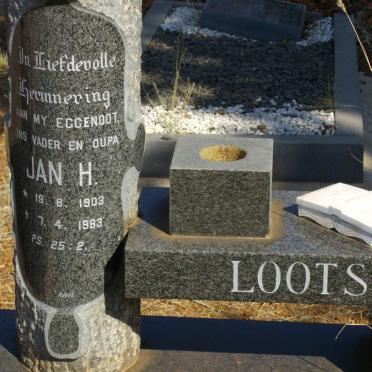 In Liefdevolle
Herinnering
VAN MY EGGENOOT,
ONS VADER EN OUPA
JAN H.
* 19. 8. 1903
+ 7. 4. 1983
PS. 25: 2.
LOOTS